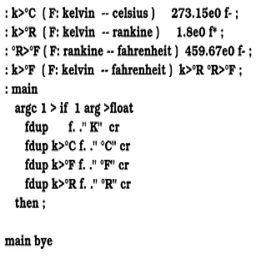 : k>°C ( F: kelvin -- celsius ) 273.15e0 f- ;
: k>°R ( F: kelvin -- rankine ) 1.8e0 f* ;
: °R>°F ( F: rankine -- fahrenheit ) 459.67e0 f- ;
: k>°F ( F: kelvin -- fahrenheit ) k>°R °R>°F ;
: main
argc 1 > if 1 arg >float
fdup f. ." K" cr
fdup k>°C f. ." °C" cr
fdup k>°F f. ." °F" cr
fdup k>°R f. ." °R" cr
then ;
main bye